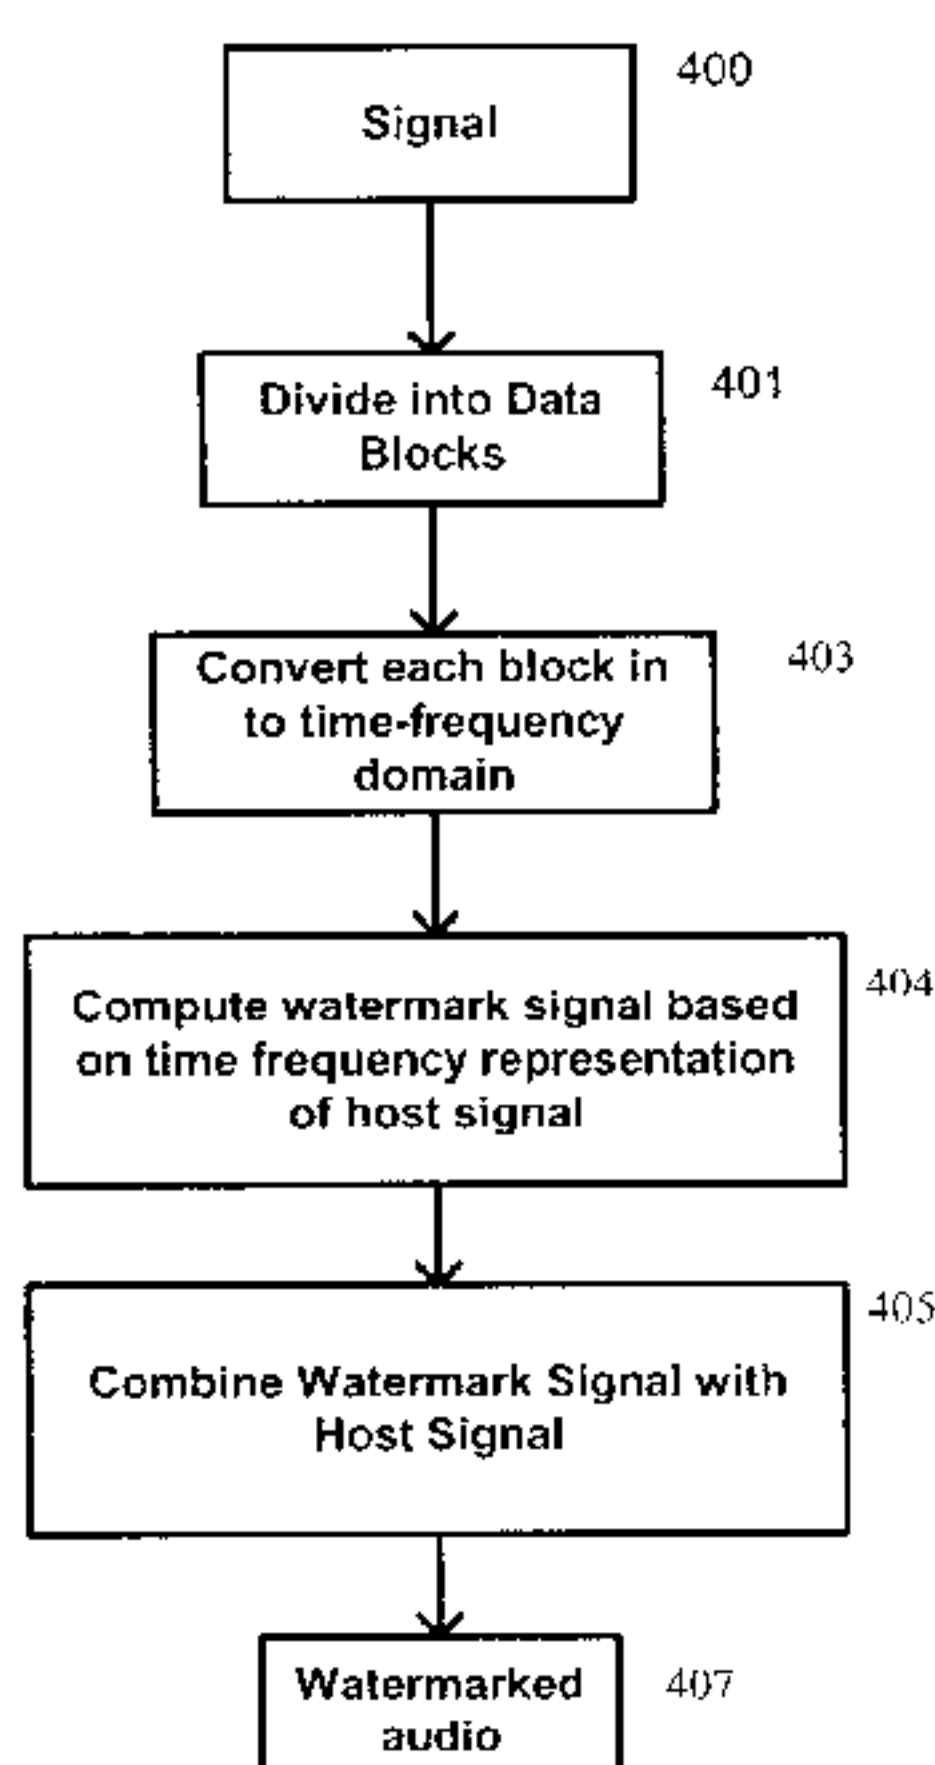 Signal
400
Divide into Data
Blocks
401
Convert each block in
to time-frequency
domain
403
Compute watermark signal based
on time frequency representation
of host signal
404
Combine Watermark Signal with
Host Signal
405
Watermarked
audio
407